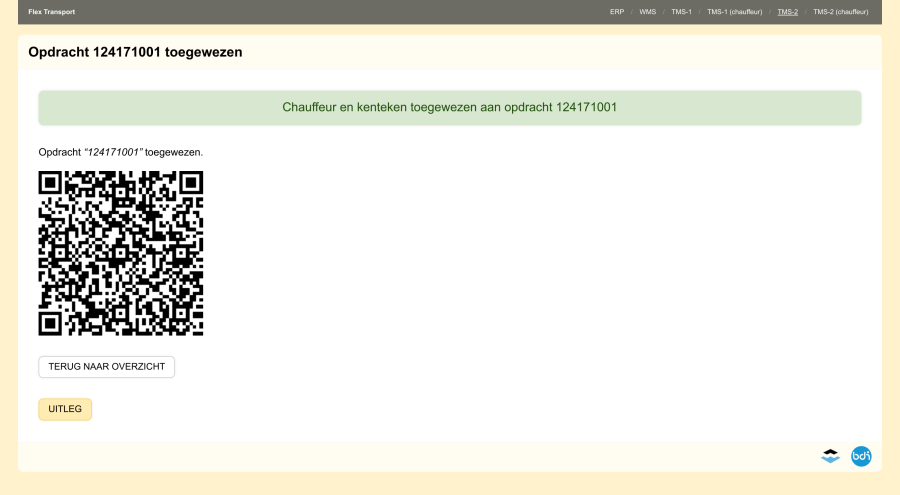 Flex Transport
ERP / WMS / TMS-1 / TMS-1 (chauffeur) / TMS-2 / TMS-2 (chauffeur)
Opdracht 124171001 toegewezen
Chauffeur en kenteken toegewezen aan opdracht 124171001
Opdracht “124171001” toegewezen.
TERUG NAAR OVERZICHT
UITLEG
bdi